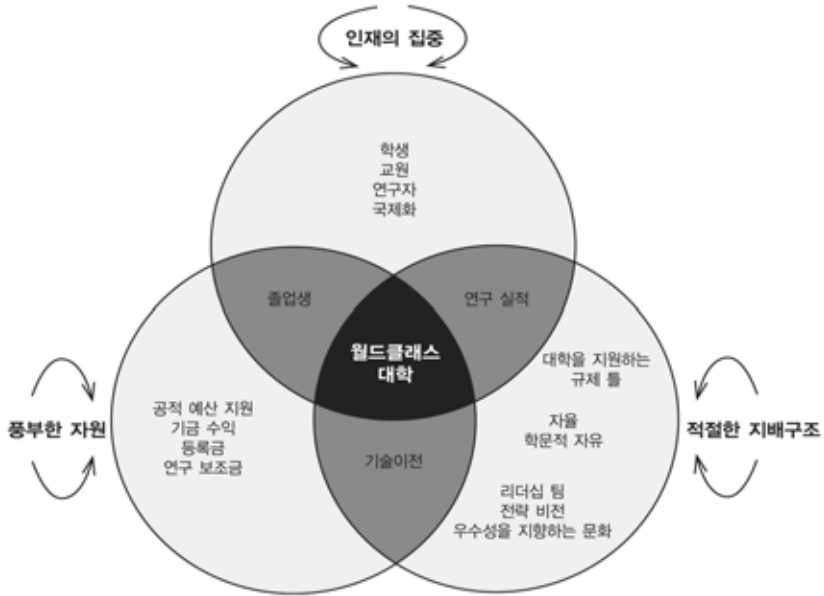 인재의 집중
학생
교원
연구자
국제화
졸업생
연구 실적
월드클래스
대학
대학을 지원하는
규제 틀
풍부한 자원
공적 예산 지원
기금 수익
등록금
연구 보조금
자율
학문적 자유
적절한 지배구조
기술이전
리더십 팀
전략 비전
우수성을 지향하는 문화